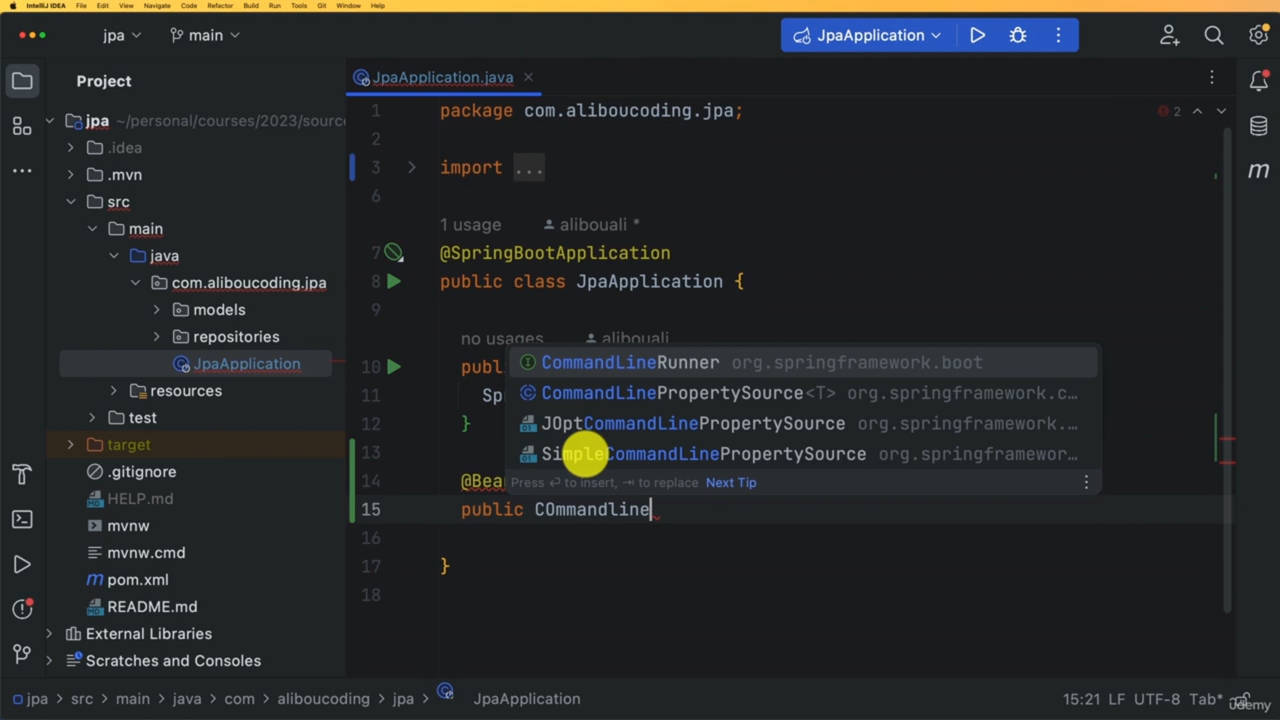 IntelliJ IDEA File Edit View Navigate Code Refactor Build Run Tools Git Window Help
jpa main JpaApplication
Project
JpaApplication.java
jpa ~/personal/courses/2023/sourc
.idea
.mvn
src
main
java
com.aliboucoding.jpa
models
repositories
JpaApplication
resources
test
target
.gitignore
HELP.md
mvnw
mvnw.cmd
pom.xml
README.md
External Libraries
Scratches and Consoles
1 package com.aliboucoding.jpa;
2
3 import ...
6
1 usage alibouali *
7 @SpringBootApplication
8 public class JpaApplication {
9
no usages alibouali
10 publ
11 Sp
12 }
13
14 @Bea
15 public COmmandline
16
17 }
18
2
CommandLineRunner org.springframework.boot
CommandLinePropertySource<T> org.springframework.c...
JOptCommandLinePropertySource org.springframework....
SimpleCommandLinePropertySource org.springframewor...
Press ⏎ to insert, ⇥ to replace Next Tip
m
jpa > src > main > java > com > aliboucoding > jpa > JpaApplication
15:21 LF UTF-8 Tab*
udemy